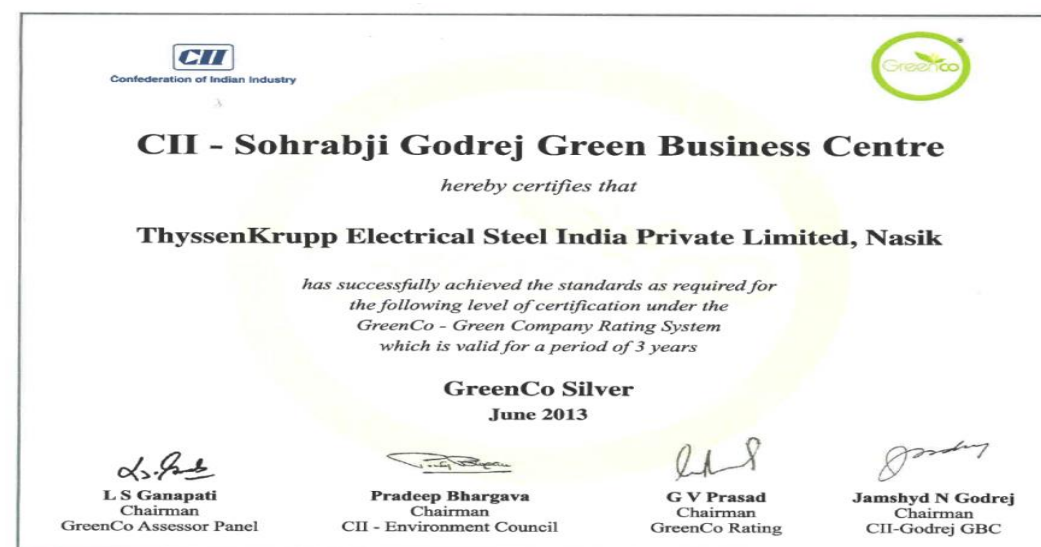 CII
Confederation of Indian Industry
Greenco
CII - Sohrabji Godrej Green Business Centre
hereby certifies that
ThyssenKrupp Electrical Steel India Private Limited, Nasik
has successfully achieved the standards as required for
the following level of certification under the
GreenCo - Green Company Rating System
which is valid for a period of 3 years
GreenCo Silver
June 2013
L S Ganapati
Chairman
GreenCo Assessor Panel
Pradeep Bhargava
Chairman
CII - Environment Council
G V Prasad
Chairman
GreenCo Rating
Jamshyd N Godrej
Chairman
CII-Godrej GBC